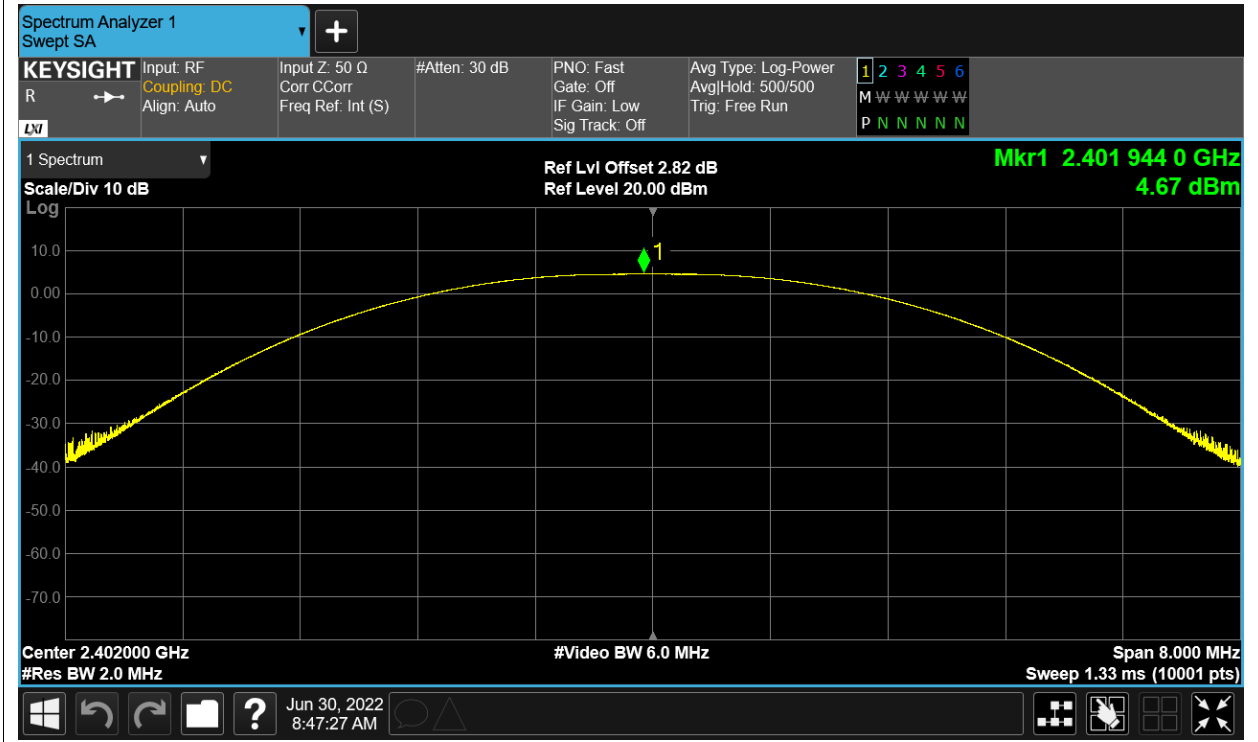 Spectrum Analyzer 1
Swept SA
+
KEYSIGHT
R
LXI
Input: RF
Coupling: DC
Align: Auto
Input Z: 50 Ω
Corr CCorr
Freq Ref: Int (S)
#Atten: 30 dB
PNO: Fast
Gate: Off
IF Gain: Low
Sig Track: Off
Avg Type: Log-Power
Avg|Hold: 500/500
Trig: Free Run
1 2 3 4 5 6
M W W W W W
P N N N N N
1 Spectrum
Scale/Div 10 dB
Log
Ref Lvl Offset 2.82 dB
Ref Level 20.00 dBm
Mkr1 2.401 944 0 GHz
4.67 dBm
1
10.0
0.00
-10.0
-20.0
-30.0
-40.0
-50.0
-60.0
-70.0
Center 2.402000 GHz
#Video BW 6.0 MHz
Span 8.000 MHz
#Res BW 2.0 MHz
Sweep 1.33 ms (10001 pts)
?
Jun 30, 2022
8:47:27 AM